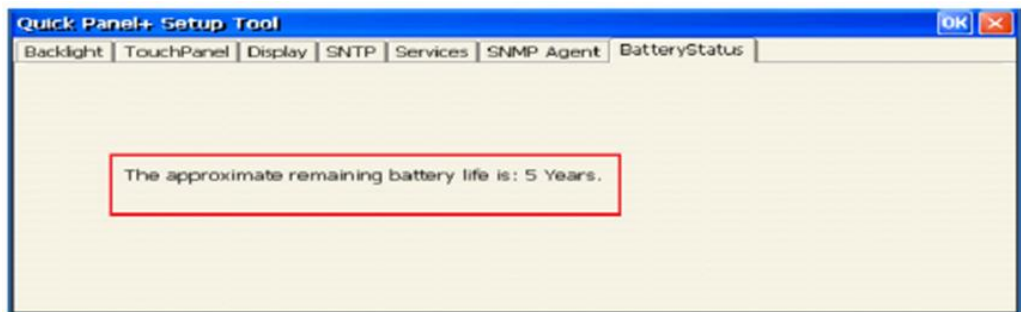 Quick Panel+ Setup Tool OK
Backlight TouchPanel Display SNTP Services SNMP Agent BatteryStatus
The approximate remaining battery life is: 5 Years.